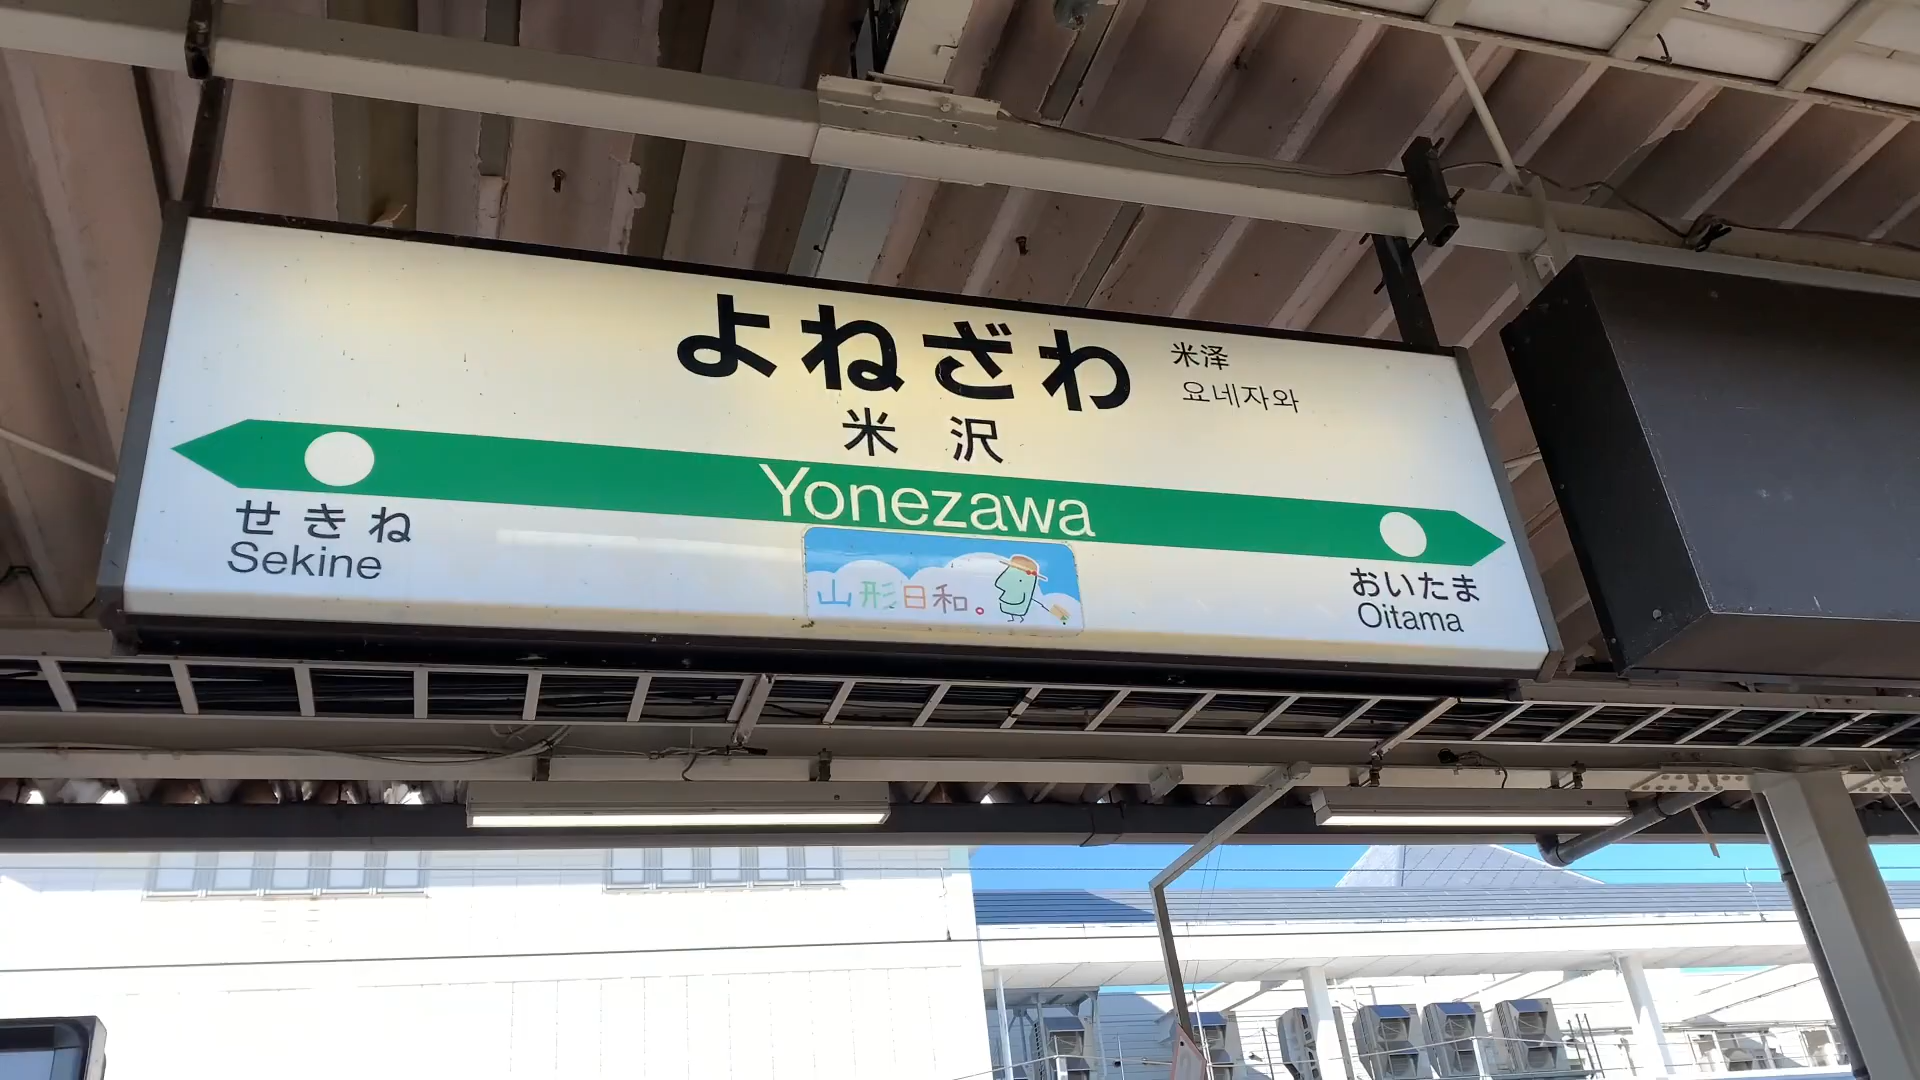 よねざわ
米泽
요네자와
米沢
Yonezawa
せきね
Sekine
山形日和。
おいたま
Oitama